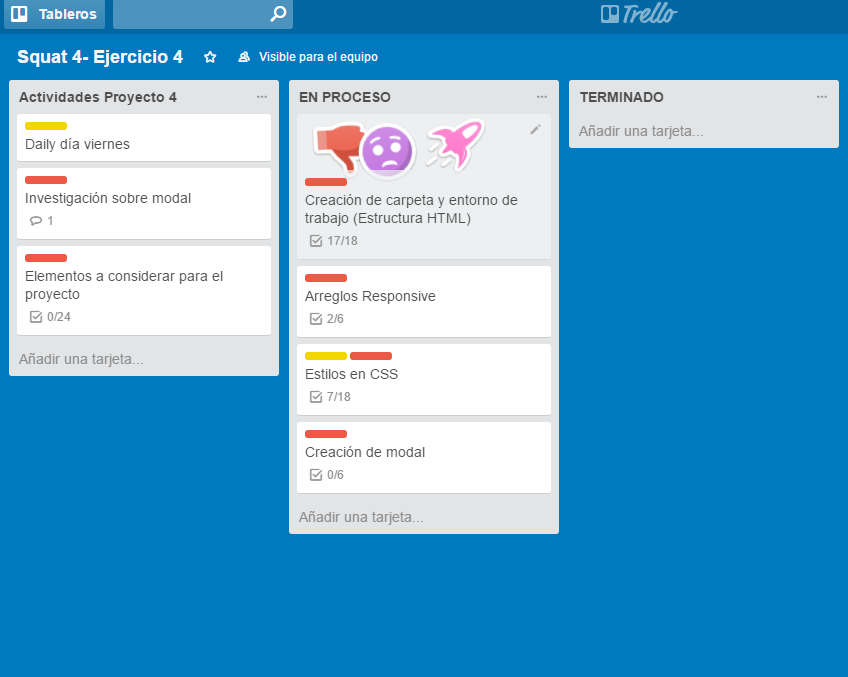 Tableros
Trello
Squat 4- Ejercicio 4
Visible para el equipo
Actividades Proyecto 4
Daily día viernes
Investigación sobre modal
1
Elementos a considerar para el
proyecto
0/24
Añadir una tarjeta...
EN PROCESO
Creación de carpeta y entorno de
trabajo (Estructura HTML)
17/18
Arreglos Responsive
2/6
Estilos en CSS
7/18
Creación de modal
0/6
Añadir una tarjeta...
TERMINADO
Añadir una tarjeta...